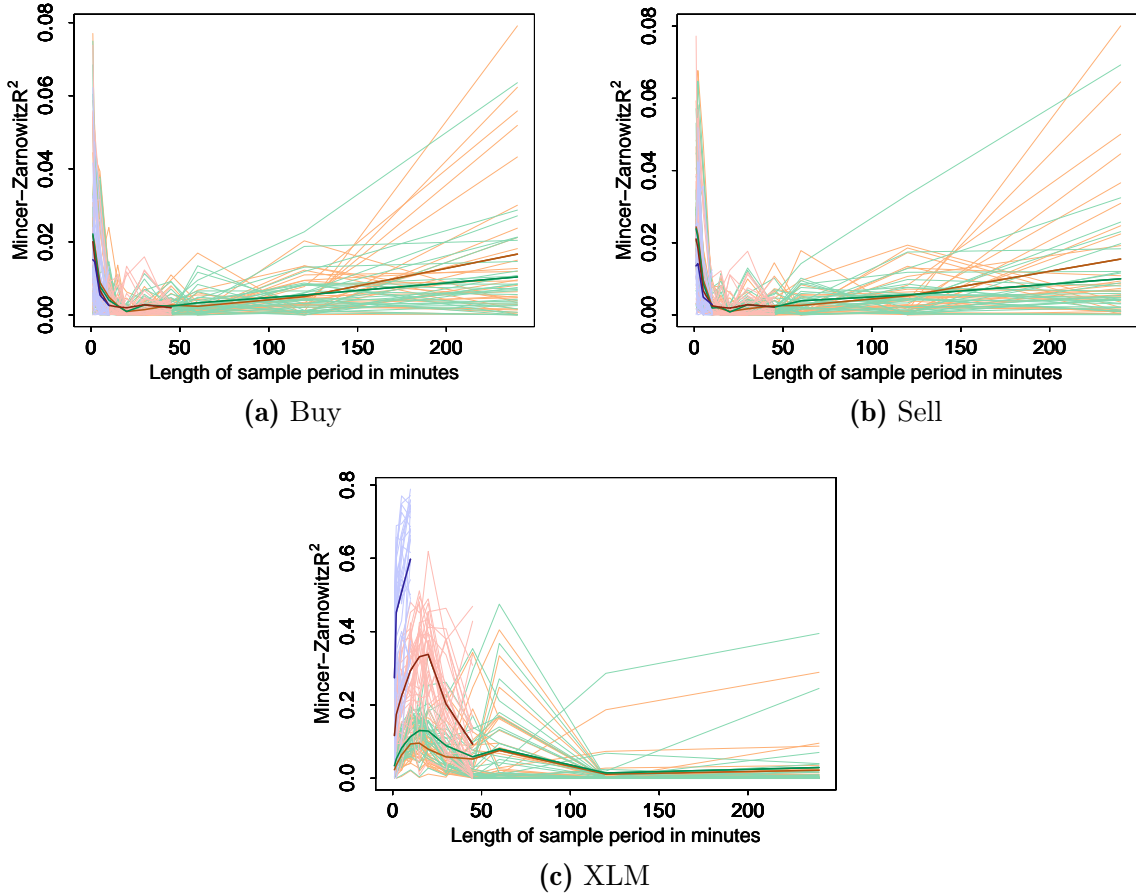 0.00 0.02 0.04 0.06 0.08
Mincer−ZarnowitzR²
0 50 100 150 200
Length of sample period in minutes
(a) Buy
0.00 0.02 0.04 0.06 0.08
Mincer−ZarnowitzR²
0 50 100 150 200
Length of sample period in minutes
(b) Sell
0.0 0.2 0.4 0.6 0.8
Mincer−ZarnowitzR²
0 50 100 150 200
Length of sample period in minutes
(c) XLM